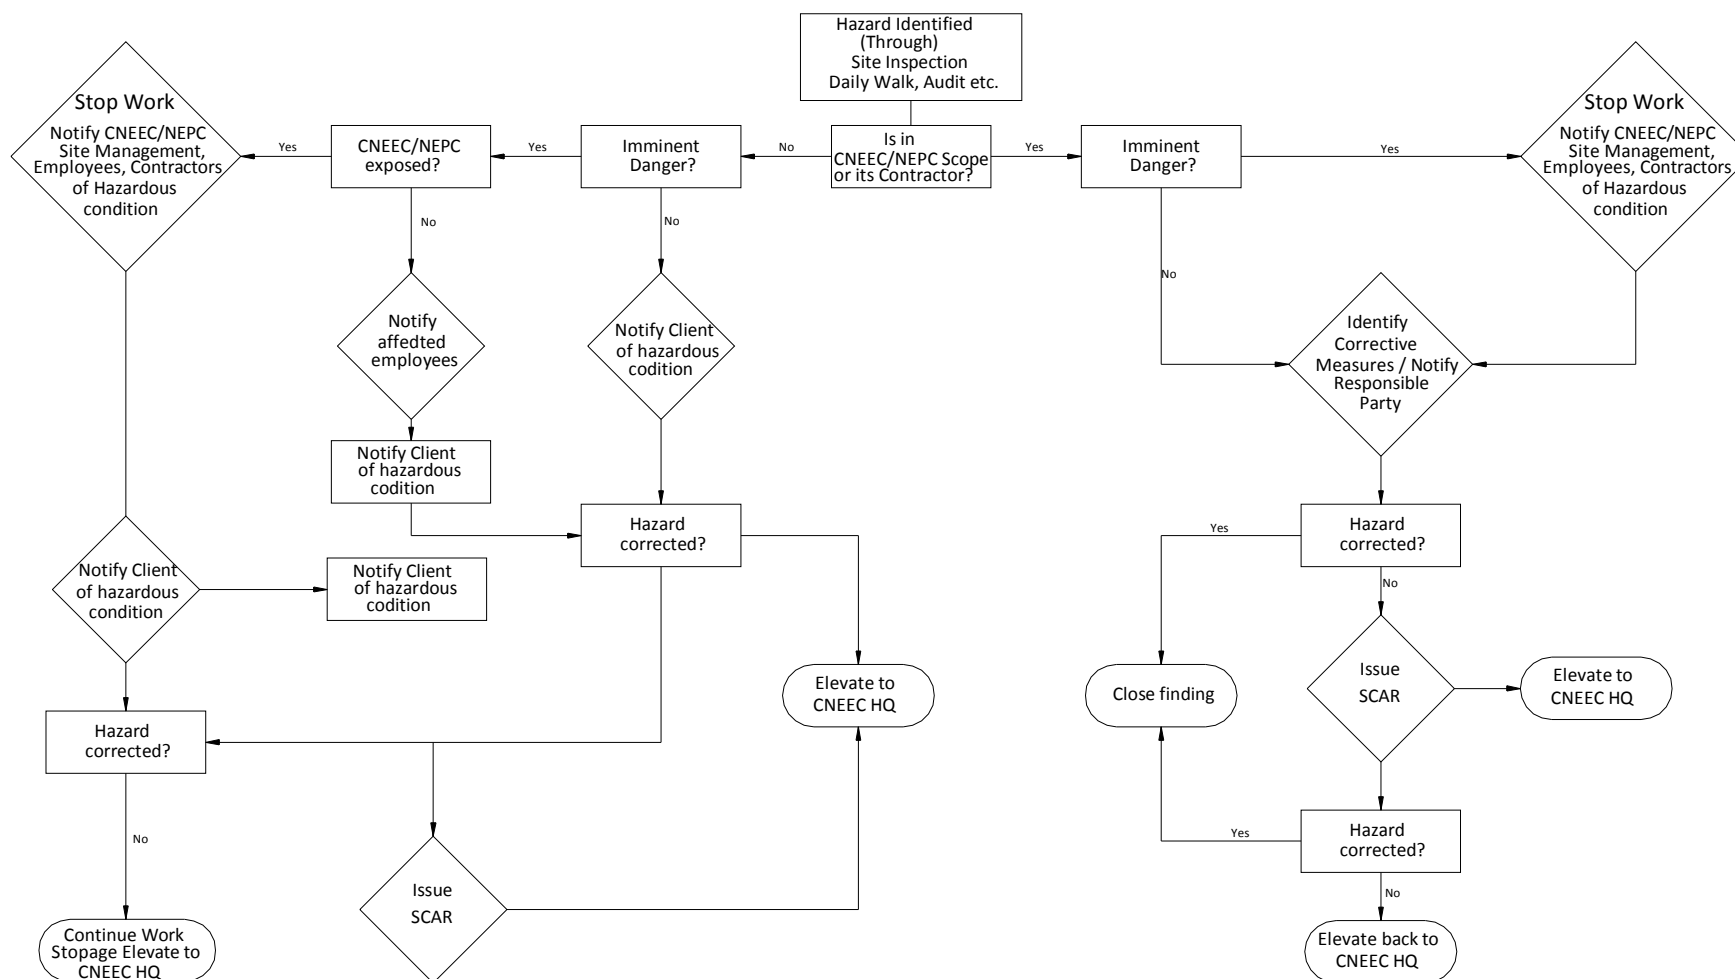 Hazard Identified
(Through)
Site Inspection
Daily Walk, Audit etc.
Stop Work
Notify CNEEC/NEPC
Site Management,
Employees, Contractors
of Hazardous
condition
Yes
CNEEC/NEPC
exposed?
Yes
Imminent
Danger?
No
Is in
CNEEC/NEPC Scope
or its Contractor?
Yes
Imminent
Danger?
Yes
Stop Work
Notify CNEEC/NEPC
Site Management,
Employees, Contractors
of Hazardous
condition
No
No
No
Notify
affedted
employees
Notify Client
of hazardous
codition
Identify
Corrective
Measures / Notify
Responsible
Party
Notify Client
of hazardous
codition
Hazard
corrected?
Yes
Hazard
corrected?
No
Notify Client
of hazardous
condition
Notify Client
of hazardous
codition
Elevate to
CNEEC HQ
Close finding
Issue
SCAR
Elevate to
CNEEC HQ
Hazard
corrected?
No
Issue
SCAR
Yes
Hazard
corrected?
No
Continue Work
Stopage Elevate to
CNEEC HQ
Elevate back to
CNEEC HQ